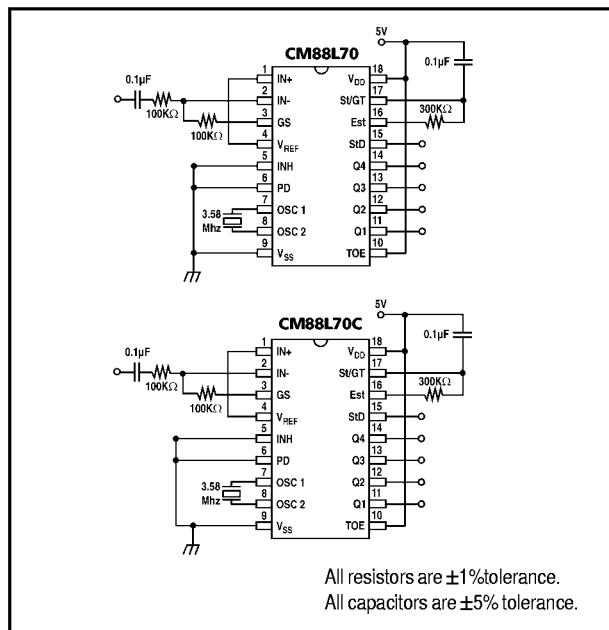 CM88L70
5V
0.1µF
100KΩ
100KΩ
1 IN+
2 IN-
3 GS
4 VREF
5 INH
6 PD
7 OSC 1
8 OSC 2
9 VSS
3.58
Mhz
18 VDD
17 St/GT
16 Est
15 StD
14 Q4
13 Q3
12 Q2
11 Q1
10 TOE
0.1µF
300KΩ
CM88L70C
5V
0.1µF
100KΩ
100KΩ
1 IN+
2 IN-
3 GS
4 VREF
5 INH
6 PD
7 OSC 1
8 OSC 2
9 VSS
3.58
Mhz
18 VDD
17 St/GT
16 Est
15 StD
14 Q4
13 Q3
12 Q2
11 Q1
10 TOE
0.1µF
300KΩ
All resistors are ±1%tolerance.
All capacitors are ±5% tolerance.